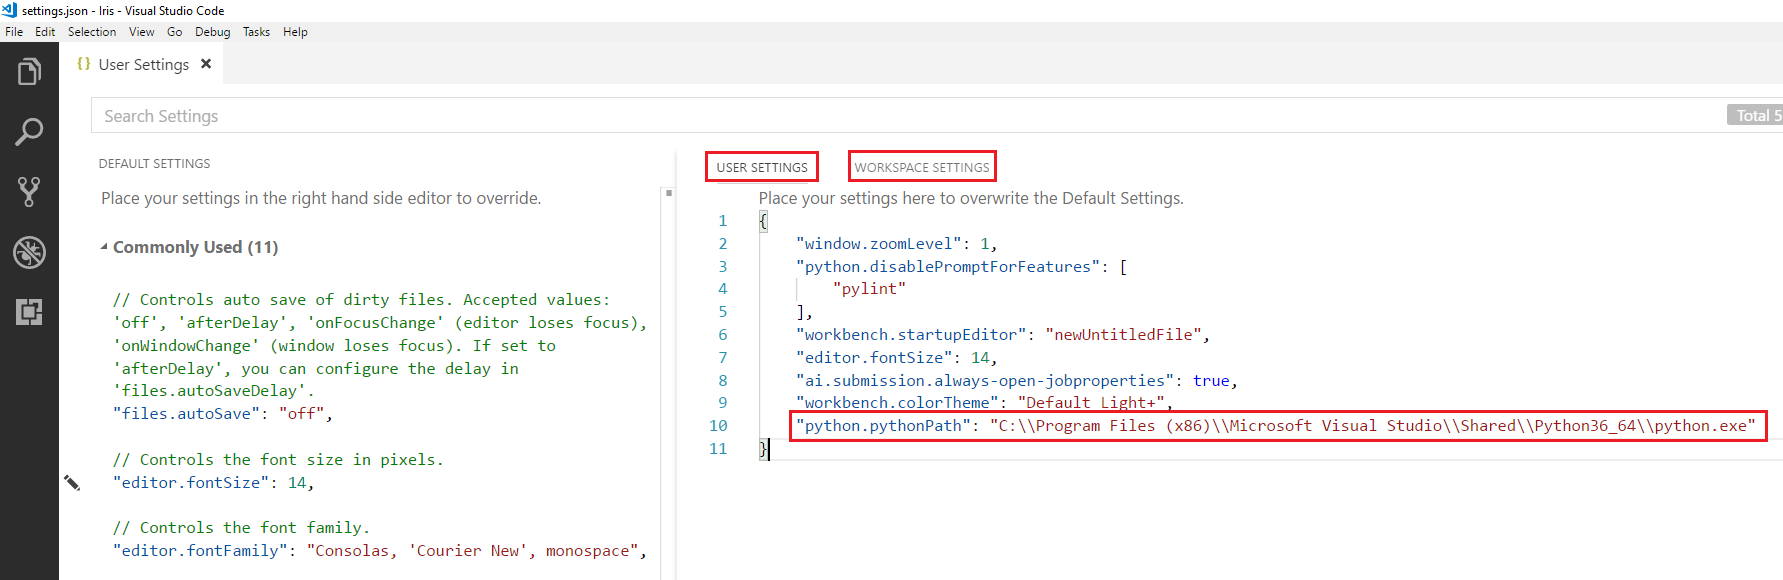 settings.json - Iris - Visual Studio Code
File Edit Selection View Go Debug Tasks Help
{} User Settings ×
Search Settings
Total 5
DEFAULT SETTINGS
Place your settings in the right hand side editor to override.
Commonly Used (11)
// Controls auto save of dirty files. Accepted values:
'off', 'afterDelay', 'onFocusChange' (editor loses focus),
'onWindowChange' (window loses focus). If set to
'afterDelay', you can configure the delay in
'files.autoSaveDelay'.
"files.autoSave": "off",
// Controls the font size in pixels.
"editor.fontSize": 14,
// Controls the font family.
"editor.fontFamily": "Consolas, 'Courier New', monospace",
USER SETTINGS WORKSPACE SETTINGS
Place your settings here to overwrite the Default Settings.
1 {
2 "window.zoomLevel": 1,
3 "python.disablePromptForFeatures": [
4 "pylint"
5 ],
6 "workbench.startupEditor": "newUntitledFile",
7 "editor.fontSize": 14,
8 "ai.submission.always-open-jobproperties": true,
9 "workbench.colorTheme": "Default Light+",
10 "python.pythonPath": "C:\\Program Files (x86)\\Microsoft Visual Studio\\Shared\\Python36_64\\python.exe"
11 }